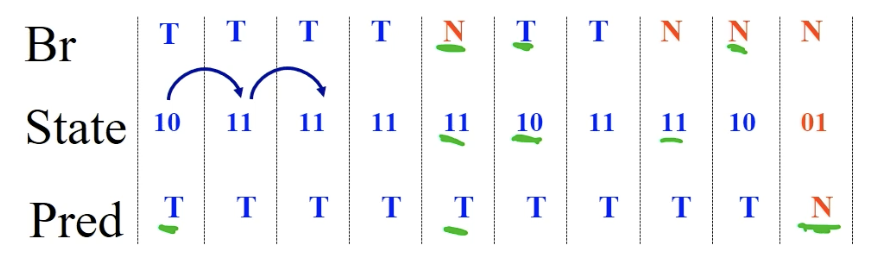 Br T T T T N T T N N N
State 10 11 11 11 11 10 11 11 10 01
Pred T T T T T T T T T N